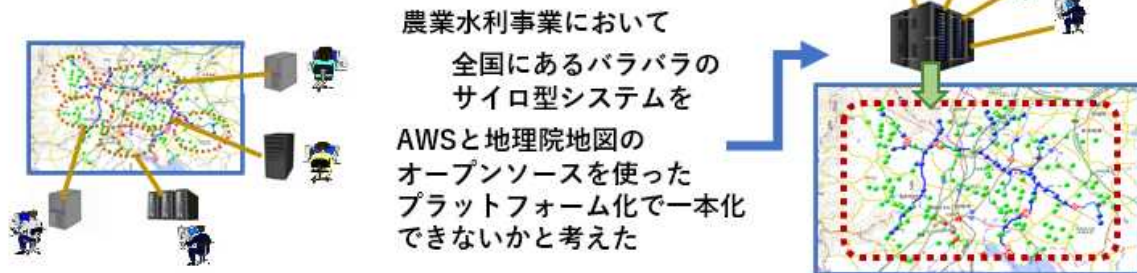 農業水利事業において
全国にあるバラバラの
サイロ型システムを
AWSと地理院地図の
オープンソースを使った
プラットフォーム化で一本化
できないかと考えた